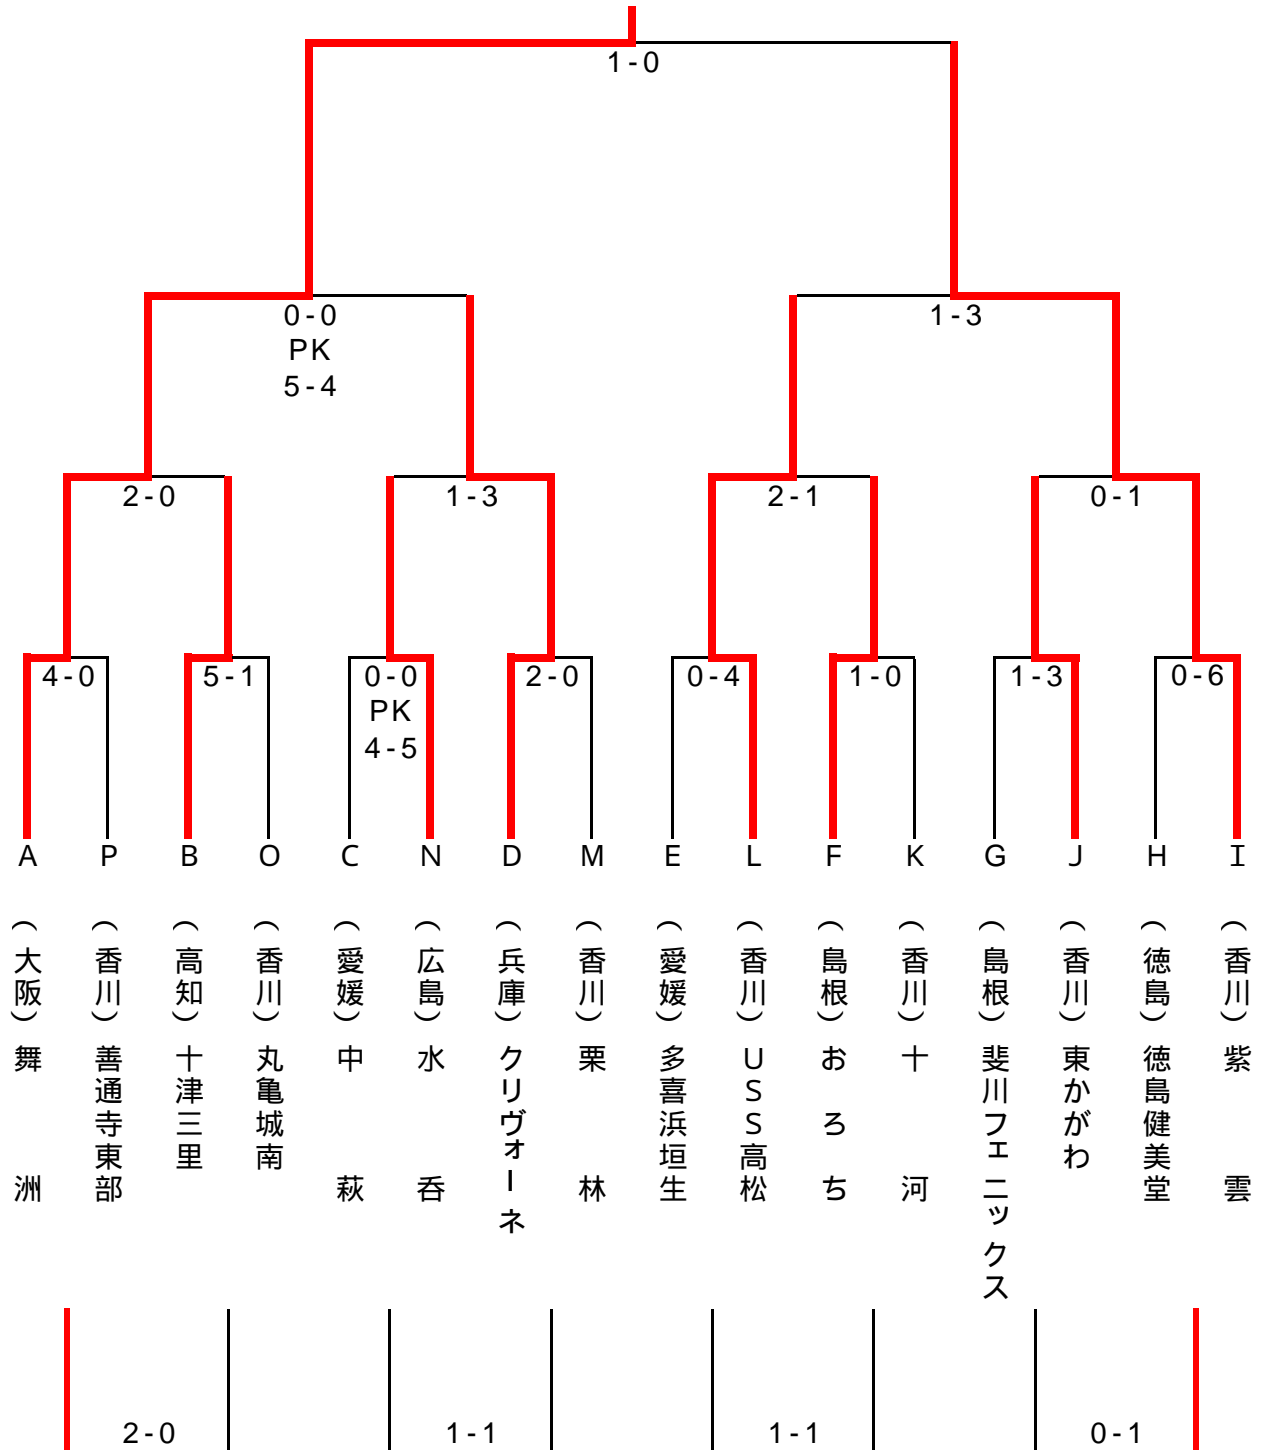 1-0
0-0
PK
5-4
1-3
2-0
1-3
2-1
0-1
4-0
5-1
0-0
PK
4-5
2-0
0-4
1-0
1-3
0-6
A
P
B
O
C
N
D
M
E
L
F
K
G
J
H
I
(大阪) 舞洲
(香川) 善通寺東部
(高知) 十津三里
(香川) 丸亀城南
(愛媛) 中萩
(広島) 水呑
(兵庫) クリヴォーネ
(香川) 栗林
(愛媛) 多喜浜垣生
(香川) USS高松
(島根) おろち
(香川) 十河
(島根) 斐川フェニックス
(香川) 東かがわ
(徳島) 徳島健美堂
(香川) 紫雲
2-0
1-1
1-1
0-1